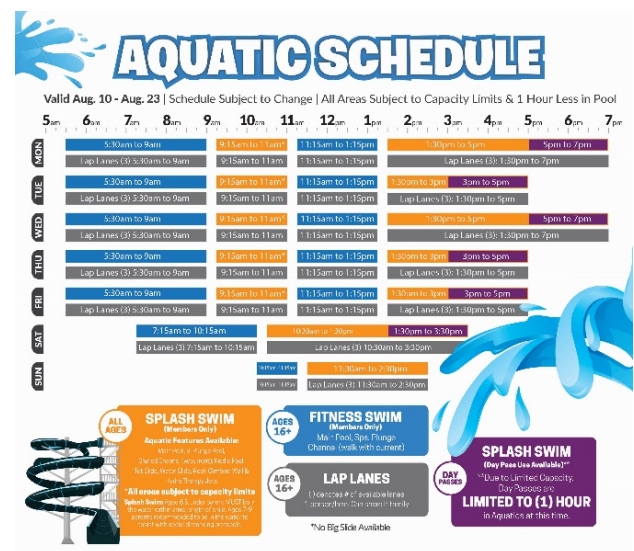 AQUATIC SCHEDULE
Valid Aug. 10 - Aug. 23 | Schedule Subject to Change | All Areas Subject to Capacity Limits & 1 Hour Less in Pool
5am 6am 7am 8am 9am 10am 11am 12am 1pm 2pm 3pm 4pm 5pm 6pm 7pm
MON
5:30am to 9am 9:15am to 11am* 11:15am to 1:15pm 1:30pm to 5pm 5pm to 7pm
Lap Lanes (3) 5:30am to 9am 9:15am to 11am 11:15am to 1:15pm Lap Lanes (3): 1:30pm to 7pm
TUE
5:30am to 9am 9:15am to 11am* 11:15am to 1:15pm 1:30pm to 3pm 3pm to 5pm
Lap Lanes (3) 5:30am to 9am 9:15am to 11am 11:15am to 1:15pm Lap Lanes (3): 1:30pm to 5pm
WED
5:30am to 9am 9:15am to 11am* 11:15am to 1:15pm 1:30pm to 5pm 5pm to 7pm
Lap Lanes (3) 5:30am to 9am 9:15am to 11am 11:15am to 1:15pm Lap Lanes (3): 1:30pm to 7pm
THU
5:30am to 9am 9:15am to 11am* 11:15am to 1:15pm 1:30pm to 3pm 3pm to 5pm
Lap Lanes (3) 5:30am to 9am 9:15am to 11am 11:15am to 1:15pm Lap Lanes (3): 1:30pm to 5pm
FRI
5:30am to 9am 9:15am to 11am* 11:15am to 1:15pm 1:30pm to 3pm 3pm to 5pm
Lap Lanes (3) 5:30am to 9am 9:15am to 11am 11:15am to 1:15pm Lap Lanes (3): 1:30pm to 5pm
SAT
7:15am to 10:15am 10:30am to 1:30pm 1:30pm to 3:30pm
Lap Lanes (3) 7:15am to 10:15am Lap Lanes (3) 10:30am to 3:30pm
SUN
11:30am to 2:30pm
Lap Lanes (3) 11:30am to 2:30pm
ALL AGES
SPLASH SWIM
(Members Only)
Aquatic Features Available:
*All areas subject to capacity limits
AGES 16+
FITNESS SWIM
(Members Only)
Main Pool, Spa, Plunge
Channel (walk with current)
AGES 16+
LAP LANES
( ) denotes # of available lanes
*No Big Slide Available
DAY PASSES
SPLASH SWIM
(Day Pass Use Available)**
**Due to Limited Capacity,
Day Passes are
LIMITED TO (1) HOUR
in Aquatics at this time.